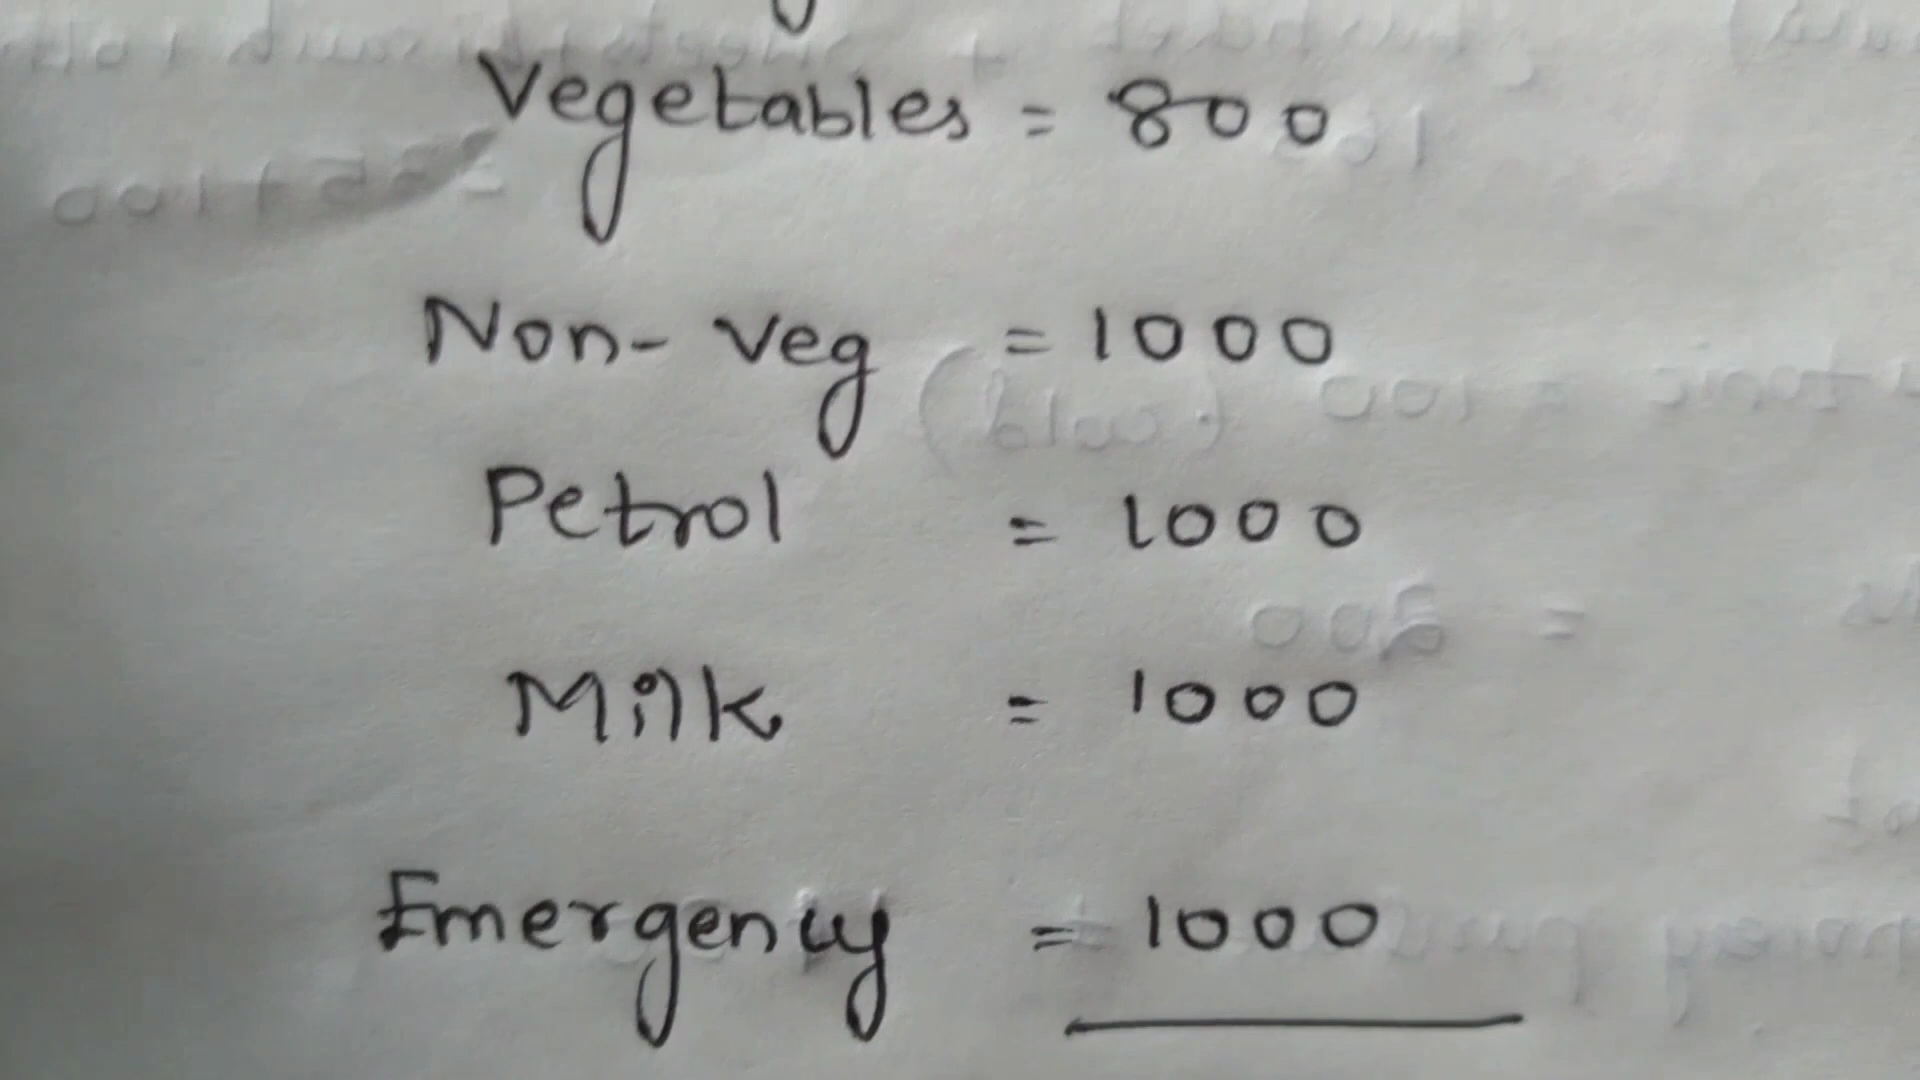 Vegetables = 800
Non-veg = 1000
Petrol = 1000
Milk = 1000
Emergency = 1000